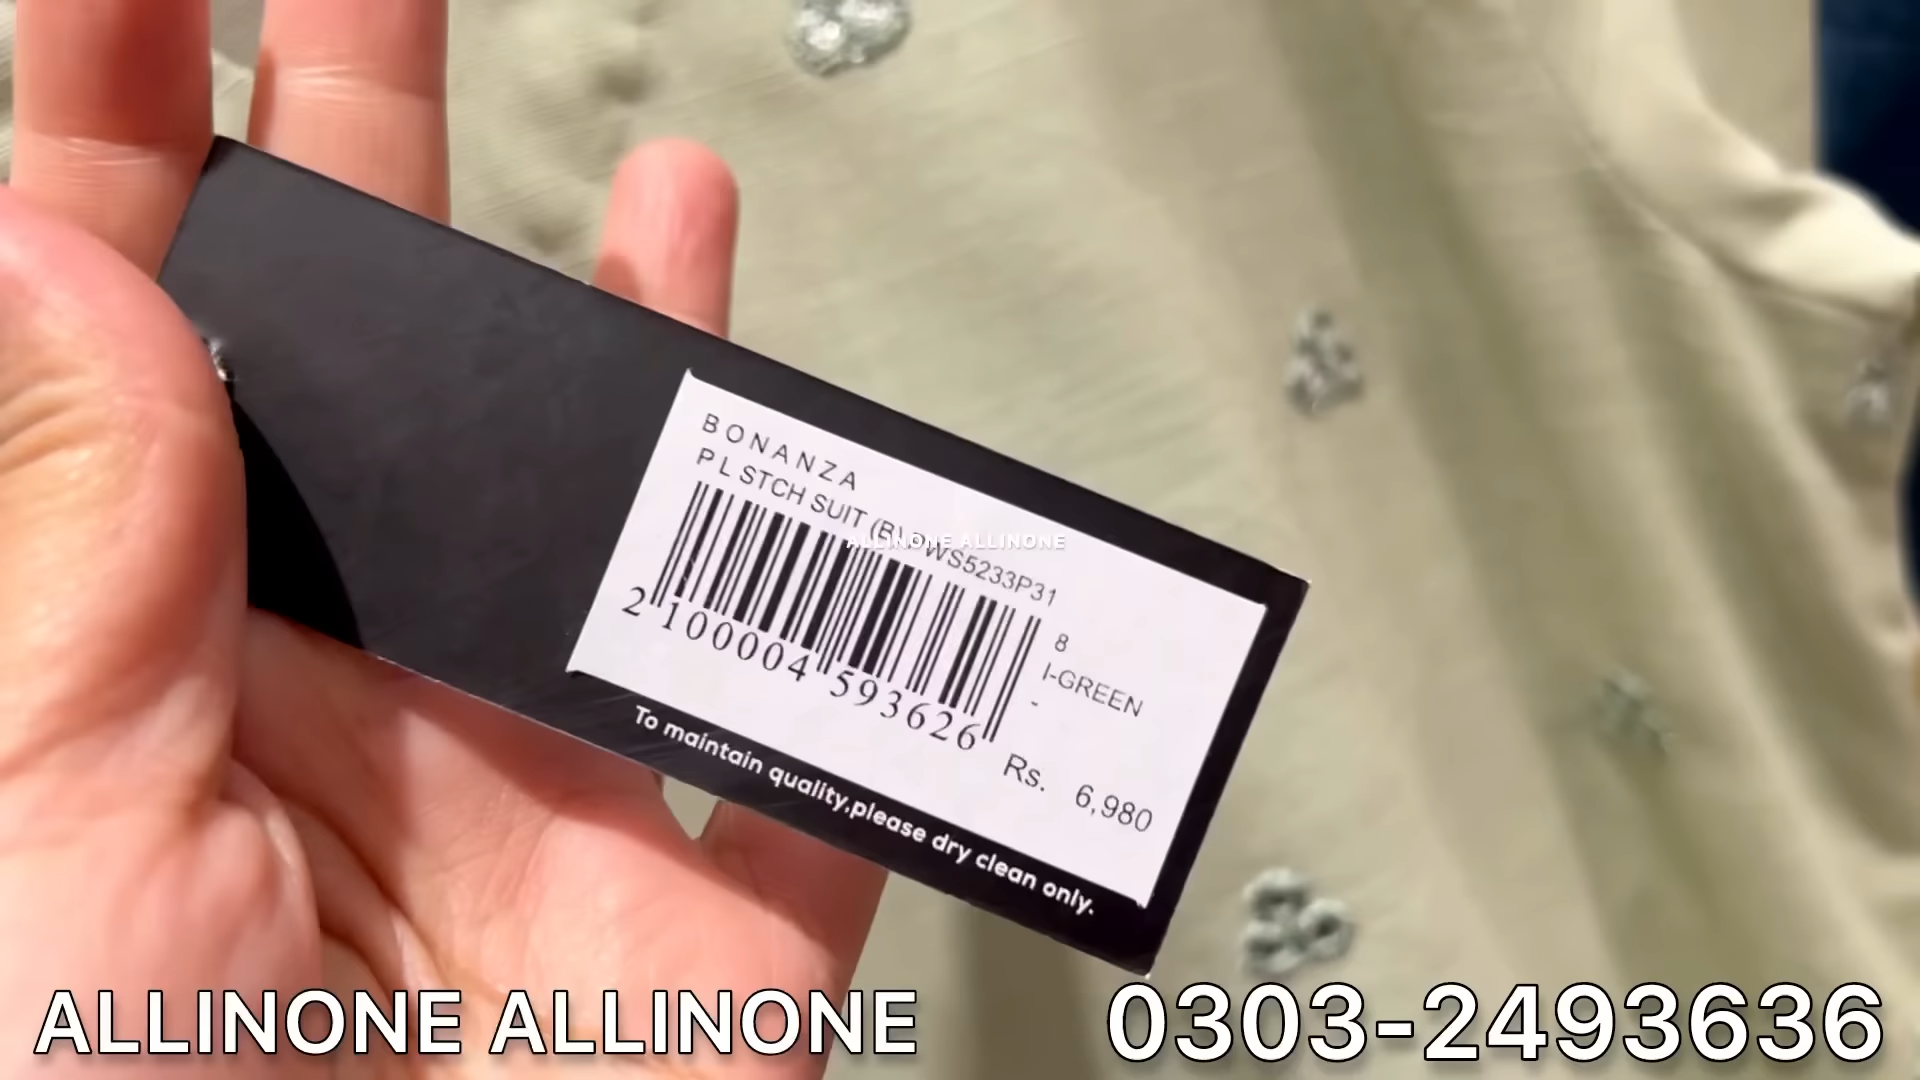 BONANZA
PL STCH SUIT (B) WS5233P31
8
I-GREEN
-
2 100004 593626
Rs. 6,980
To maintain quality,please dry clean only.
ALLINONE ALLINONE
ALLINONE ALLINONE
0303-2493636